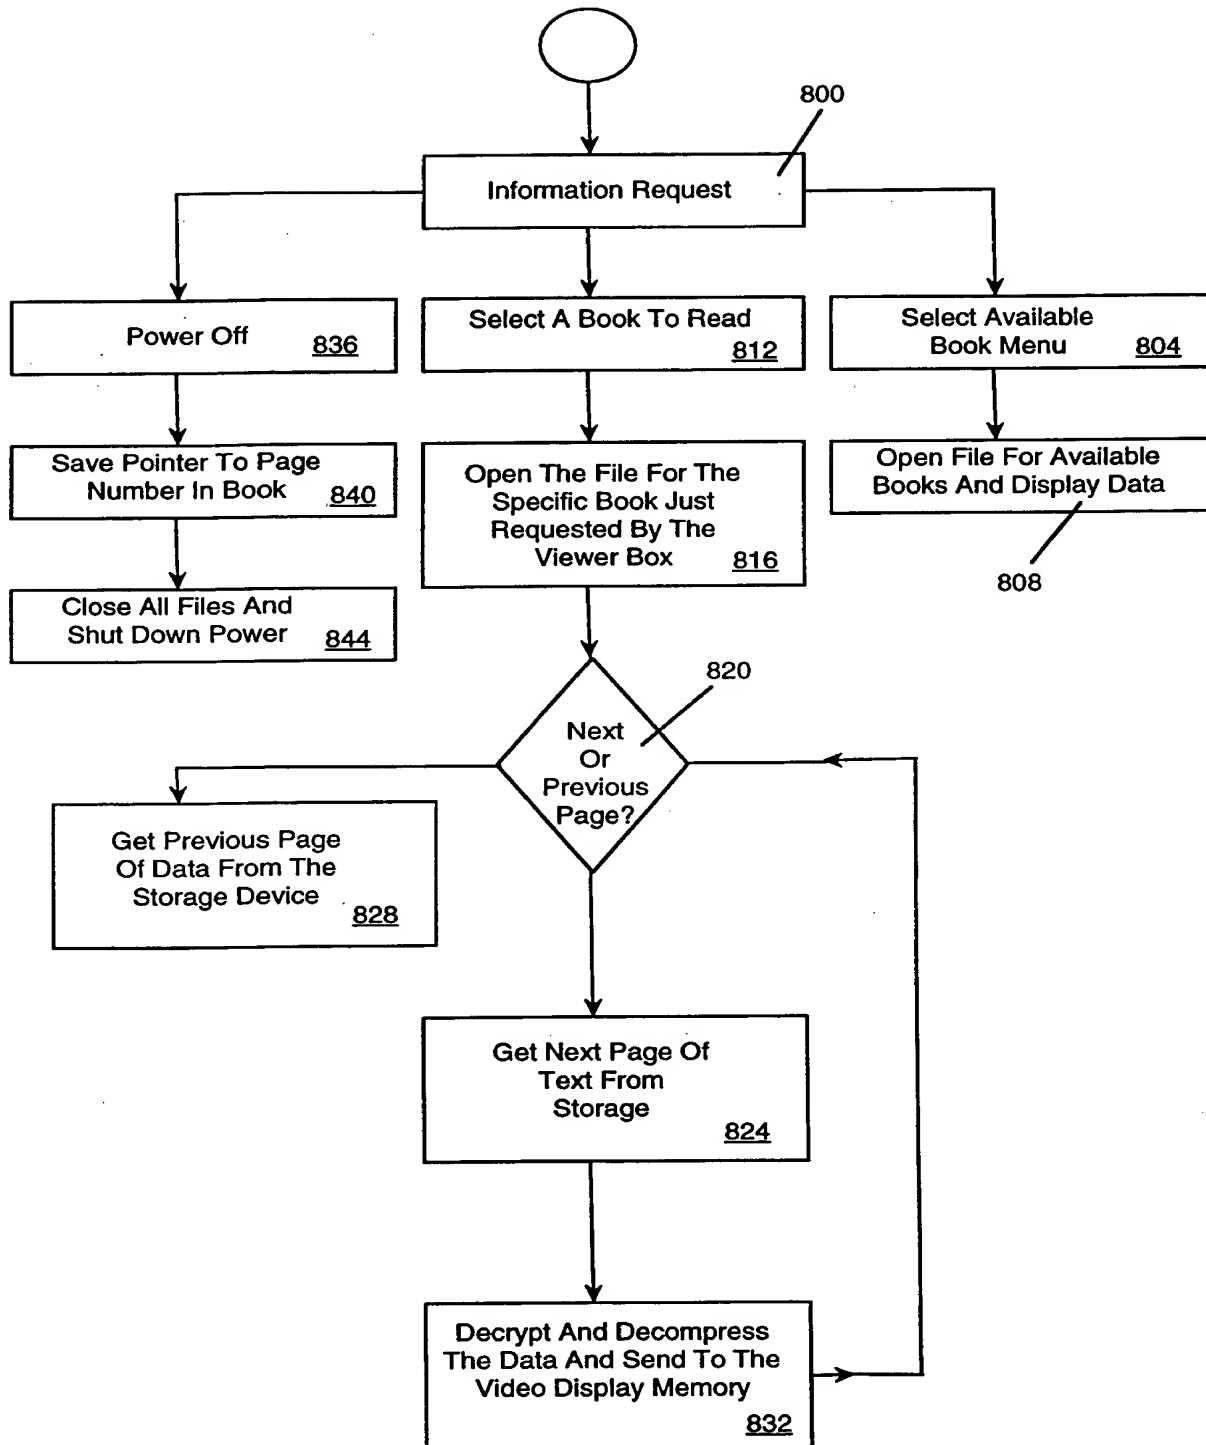 800
Information Request
Power Off
836
Select A Book To Read
812
Select Available
Book Menu
804
Save Pointer To Page
Number In Book
840
Open The File For The
Specific Book Just
Requested By The
Viewer Box
816
Open File For Available
Books And Display Data
808
Close All Files And
Shut Down Power
844
820
Next
Or
Previous
Page?
Get Previous Page
Of Data From The
Storage Device
828
Get Next Page Of
Text From
Storage
824
Decrypt And Decompress
The Data And Send To The
Video Display Memory
832